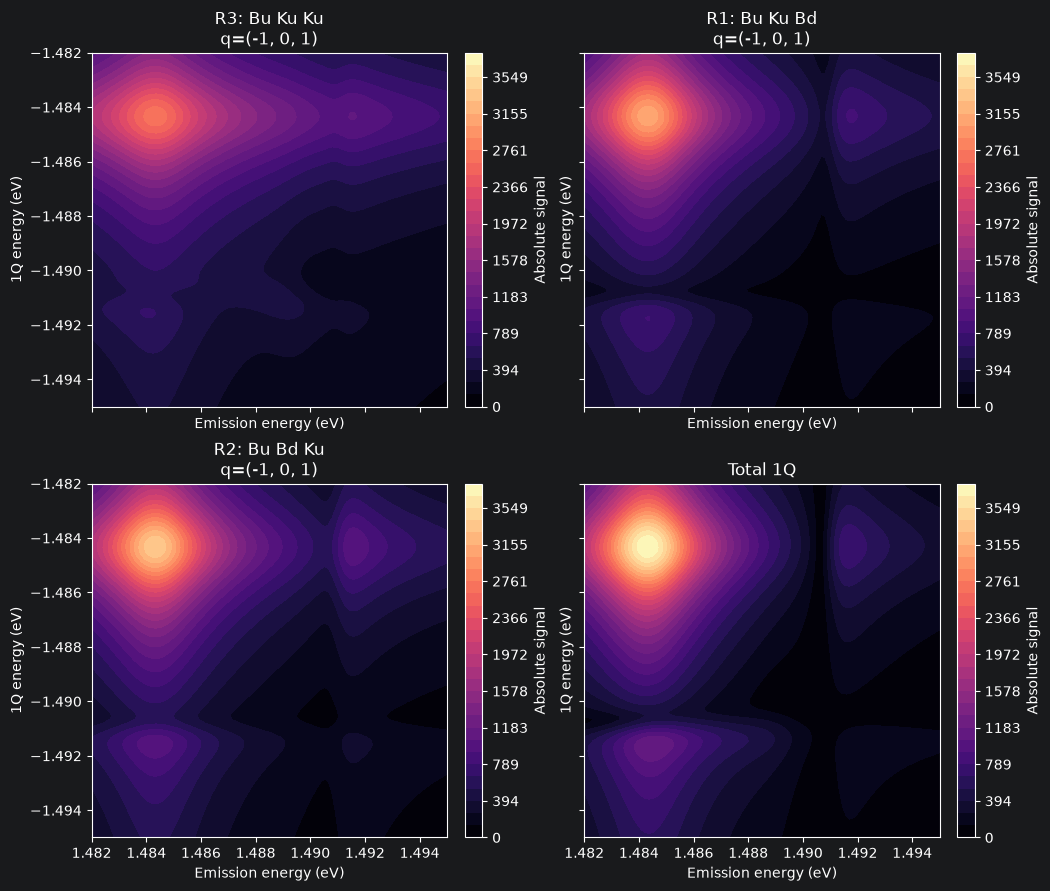 R3: Bu Ku Ku
q=(-1, 0, 1)
−1.482
−1.484
−1.486
−1.488
−1.490
−1.492
−1.494
1Q energy (eV)
Emission energy (eV)
3549
3155
2761
2366
1972
1578
1183
789
394
0
Absolute signal
R1: Bu Ku Bd
q=(-1, 0, 1)
1Q energy (eV)
Emission energy (eV)
3549
3155
2761
2366
1972
1578
1183
789
394
0
Absolute signal
R2: Bu Bd Ku
q=(-1, 0, 1)
−1.482
−1.484
−1.486
−1.488
−1.490
−1.492
−1.494
1Q energy (eV)
1.482 1.484 1.486 1.488 1.490 1.492 1.494
Emission energy (eV)
3549
3155
2761
2366
1972
1578
1183
789
394
0
Absolute signal
Total 1Q
1Q energy (eV)
1.482 1.484 1.486 1.488 1.490 1.492 1.494
Emission energy (eV)
3549
3155
2761
2366
1972
1578
1183
789
394
0
Absolute signal